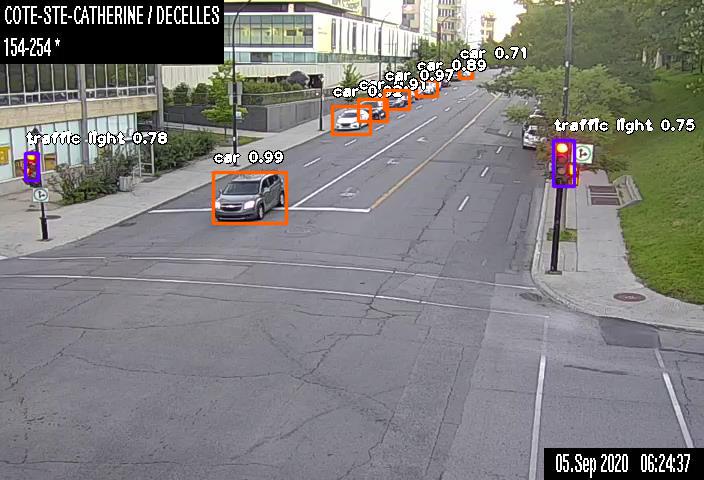 COTE-STE-CATHERINE / DECELLES
154-254 *
car 0.71
car 0.89
car 0.97
traffic light 0.78
traffic light 0.75
car 0.99
05.Sep 2020 06:24:37